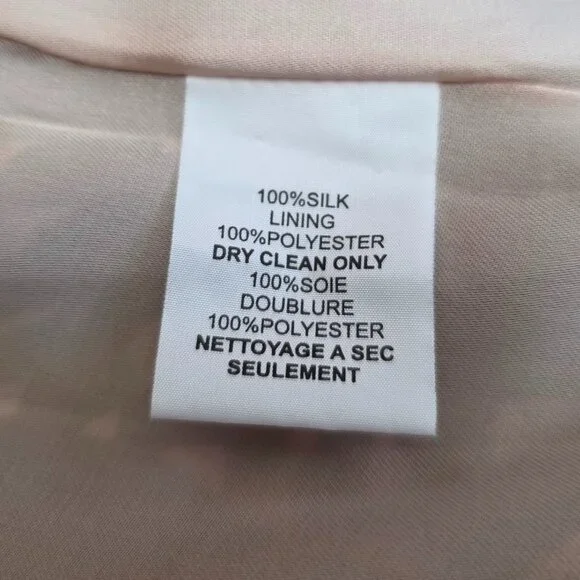 100%SILK
LINING
100%POLYESTER
DRY CLEAN ONLY
100%SOIE
DOUBLURE
100%POLYESTER
NETTOYAGE A SEC
SEULEMENT